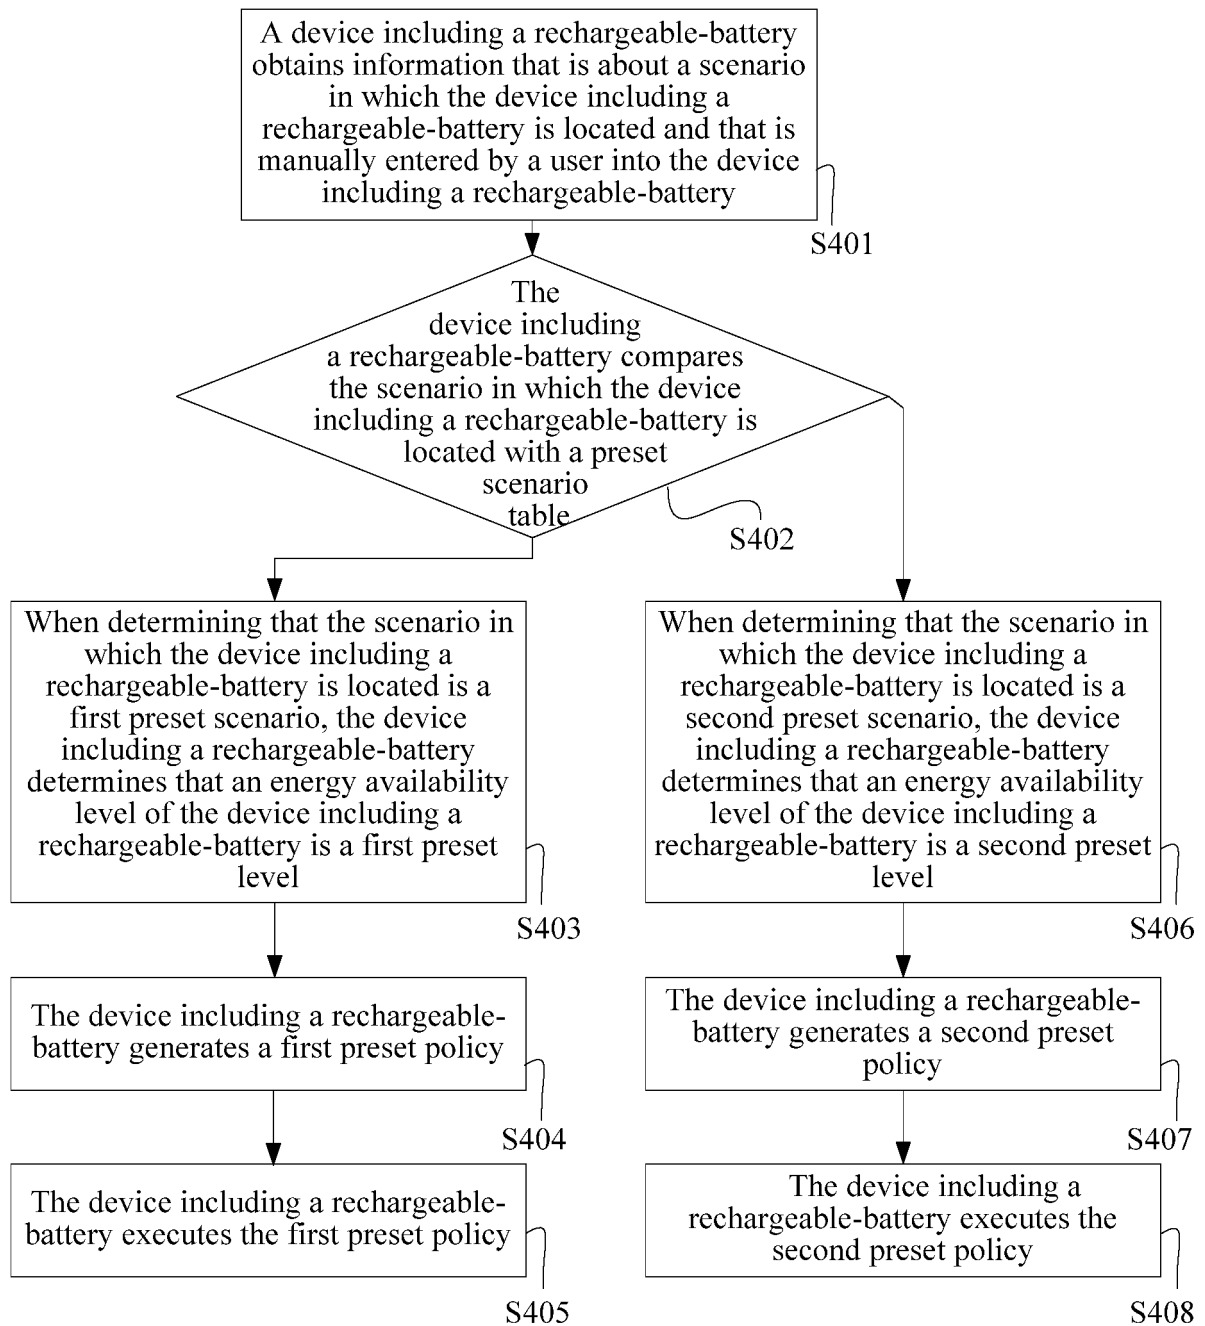 A device including a rechargeable-battery
obtains information that is about a scenario
in which the device including a
rechargeable-battery is located and that is
manually entered by a user into the device
including a rechargeable-battery
S401
The
device including
a rechargeable-battery compares
the scenario in which the device
including a rechargeable-battery is
located with a preset
scenario
table
S402
When determining that the scenario in
which the device including a
rechargeable-battery is located is a
first preset scenario, the device
including a rechargeable-battery
determines that an energy availability
level of the device including a
rechargeable-battery is a first preset
level
S403
The device including a rechargeable-
battery generates a first preset policy
S404
The device including a rechargeable-
battery executes the first preset policy
S405
When determining that the scenario in
which the device including a
rechargeable-battery is located is a
second preset scenario, the device
including a rechargeable-battery
determines that an energy availability
level of the device including a
rechargeable-battery is a second preset
level
S406
The device including a rechargeable-
battery generates a second preset
policy
S407
The device including a
rechargeable-battery executes the
second preset policy
S408